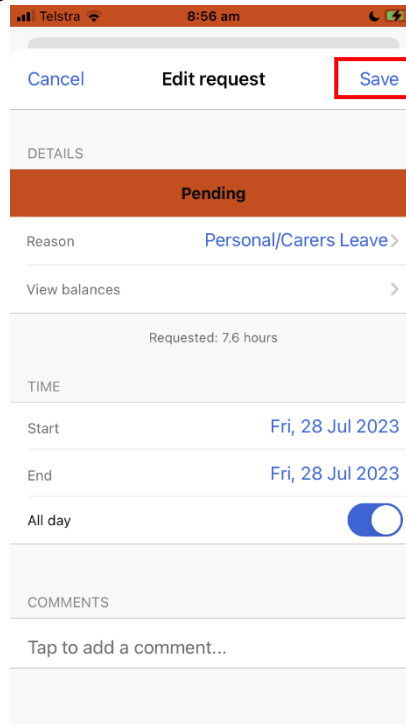 Telstra 8:56 am
Cancel Edit request Save
DETAILS
Pending
Reason Personal/Carers Leave
View balances
Requested: 7.6 hours
TIME
Start Fri, 28 Jul 2023
End Fri, 28 Jul 2023
All day
COMMENTS
Tap to add a comment...